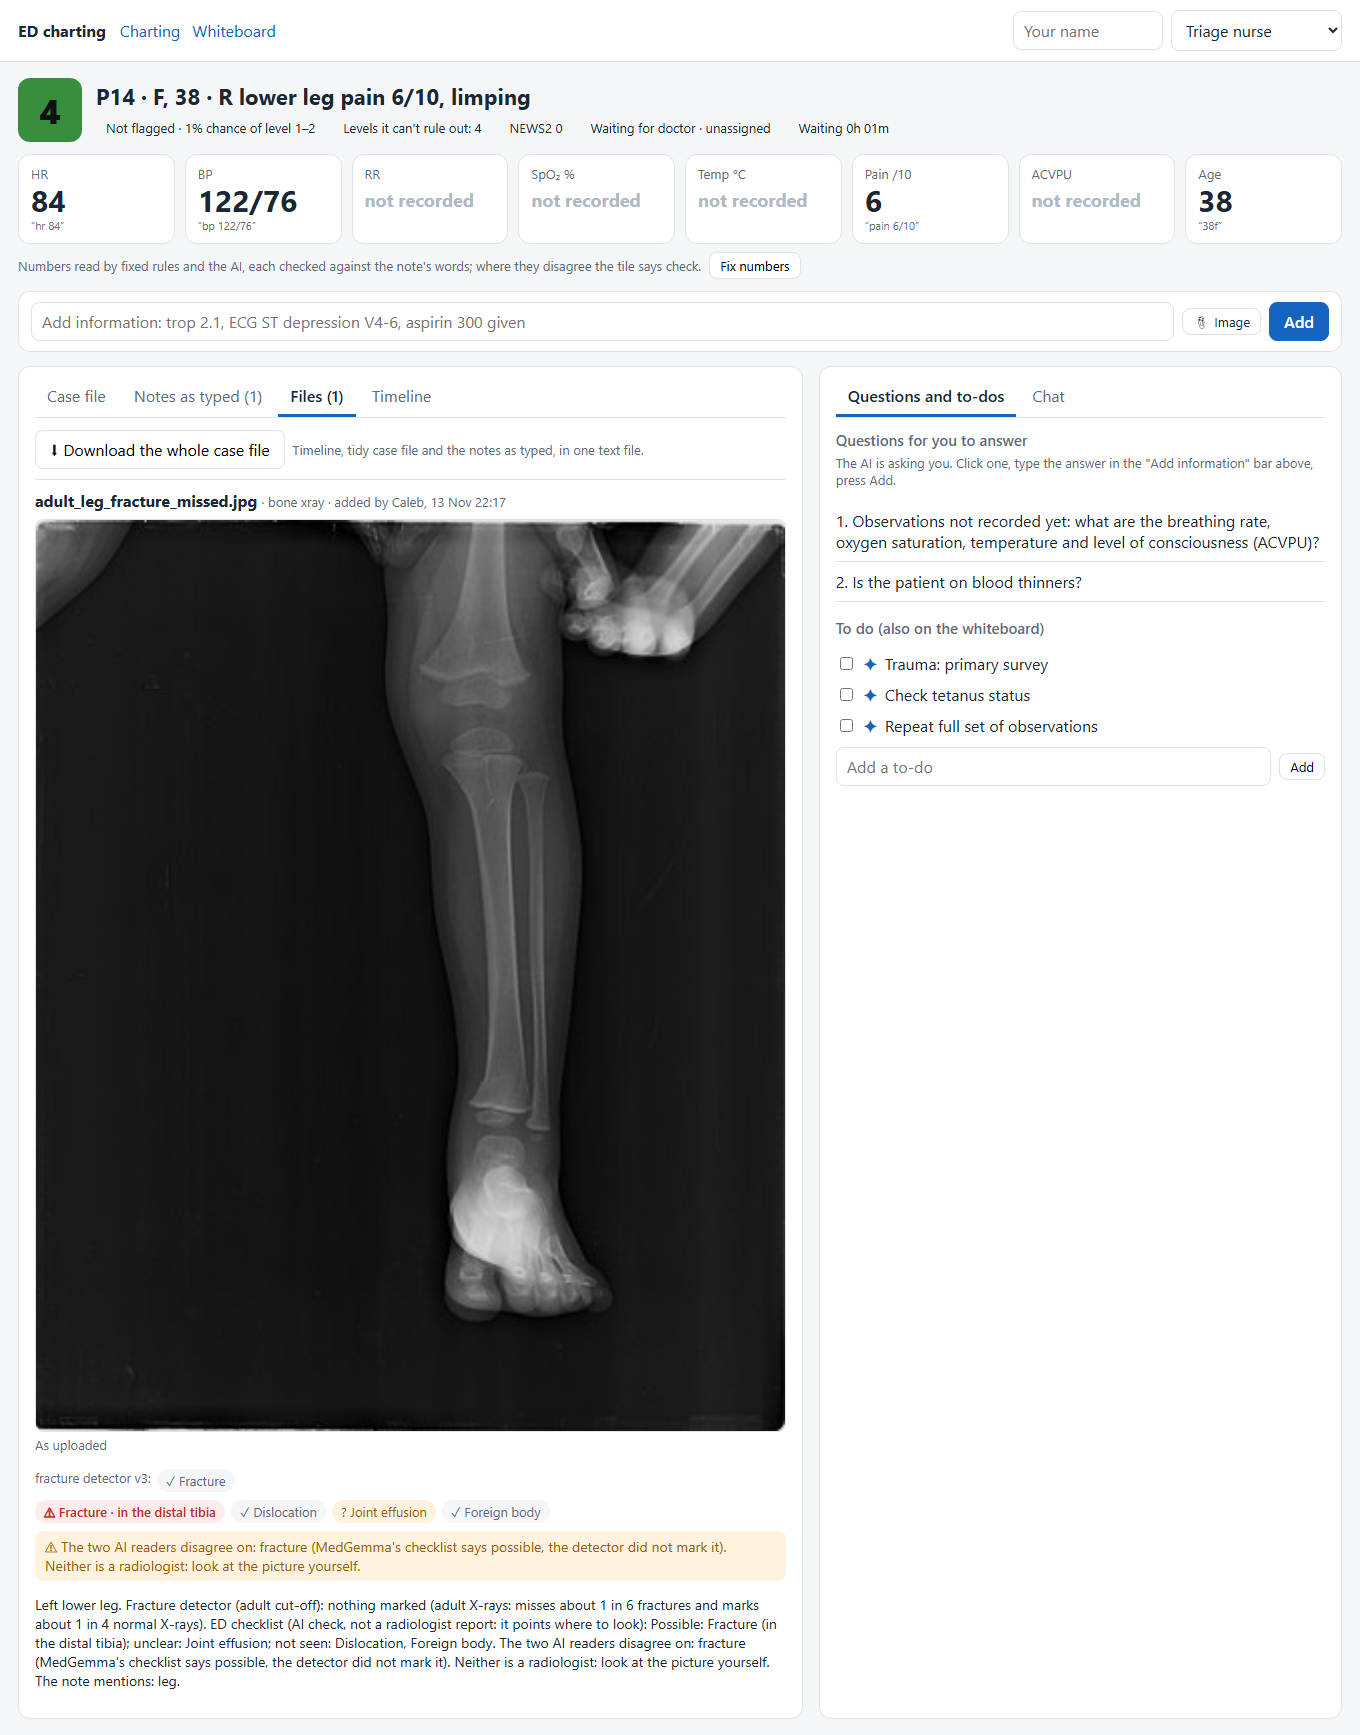 ED charting Charting Whiteboard Your name Triage nurse
4
P14 · F, 38 · R lower leg pain 6/10, limping
Not flagged · 1% chance of level 1–2 Levels it can't rule out: 4 NEWS2 0 Waiting for doctor · unassigned Waiting 0h 01m
HR
84
“hr 84”
BP
122/76
“bp 122/76”
RR
not recorded
SpO₂ %
not recorded
Temp °C
not recorded
Pain /10
6
“pain 6/10”
ACVPU
not recorded
Age
38
“38f”
Numbers read by fixed rules and the AI, each checked against the note's words; where they disagree the tile says check. Fix numbers
Add information: trop 2.1, ECG ST depression V4-6, aspirin 300 given Image Add
Case file Notes as typed (1) Files (1) Timeline
⬇ Download the whole case file Timeline, tidy case file and the notes as typed, in one text file.
adult_leg_fracture_missed.jpg · bone xray · added by Caleb, 13 Nov 22:17
As uploaded
fracture detector v3: ✓ Fracture
⚠ Fracture · in the distal tibia ✓ Dislocation ? Joint effusion ✓ Foreign body
⚠ The two AI readers disagree on: fracture (MedGemma's checklist says possible, the detector did not mark it).
Neither is a radiologist: look at the picture yourself.
Left lower leg. Fracture detector (adult cut-off): nothing marked (adult X-rays: misses about 1 in 6 fractures and marks
about 1 in 4 normal X-rays). ED checklist (AI check, not a radiologist report: it points where to look): Possible: Fracture (in
the distal tibia); unclear: Joint effusion; not seen: Dislocation, Foreign body. The two AI readers disagree on: fracture
(MedGemma's checklist says possible, the detector did not mark it). Neither is a radiologist: look at the picture yourself.
The note mentions: leg.
Questions and to-dos Chat
Questions for you to answer
The AI is asking you. Click one, type the answer in the "Add information" bar above,
press Add.
1. Observations not recorded yet: what are the breathing rate,
oxygen saturation, temperature and level of consciousness (ACVPU)?
2. Is the patient on blood thinners?
To do (also on the whiteboard)
✦ Trauma: primary survey
✦ Check tetanus status
✦ Repeat full set of observations
Add a to-do Add